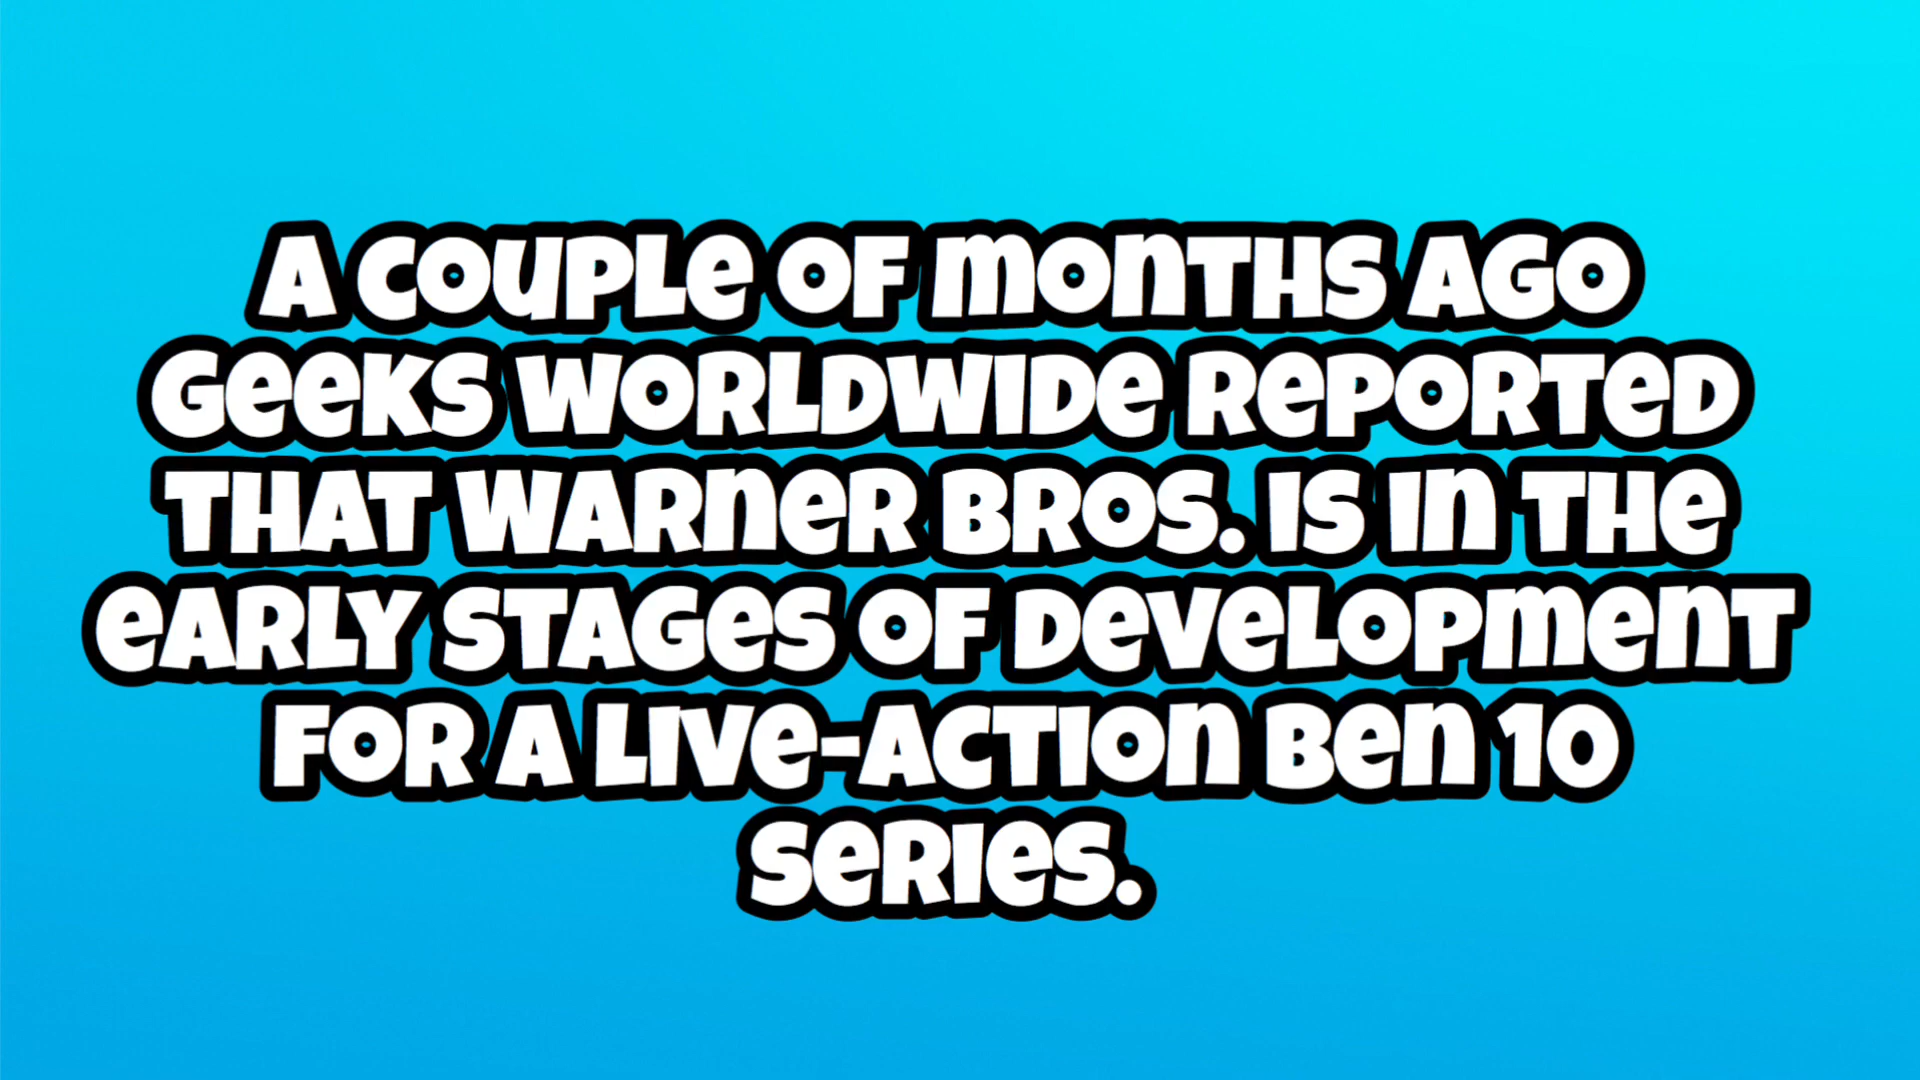 A couple of months ago
Geeks Worldwide reported
that Warner Bros. is in the
early stages of development
for a live-action Ben 10
series.